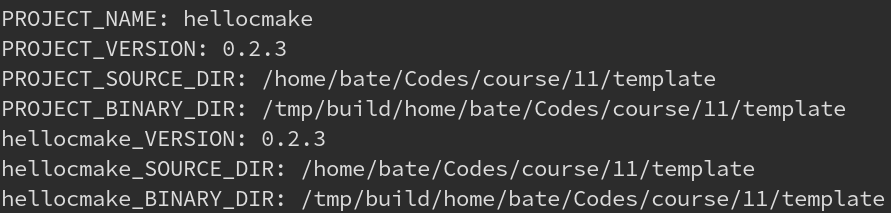 PROJECT_NAME: hellocmake
PROJECT_VERSION: 0.2.3
PROJECT_SOURCE_DIR: /home/bate/Codes/course/11/template
PROJECT_BINARY_DIR: /tmp/build/home/bate/Codes/course/11/template
hellocmake_VERSION: 0.2.3
hellocmake_SOURCE_DIR: /home/bate/Codes/course/11/template
hellocmake_BINARY_DIR: /tmp/build/home/bate/Codes/course/11/template